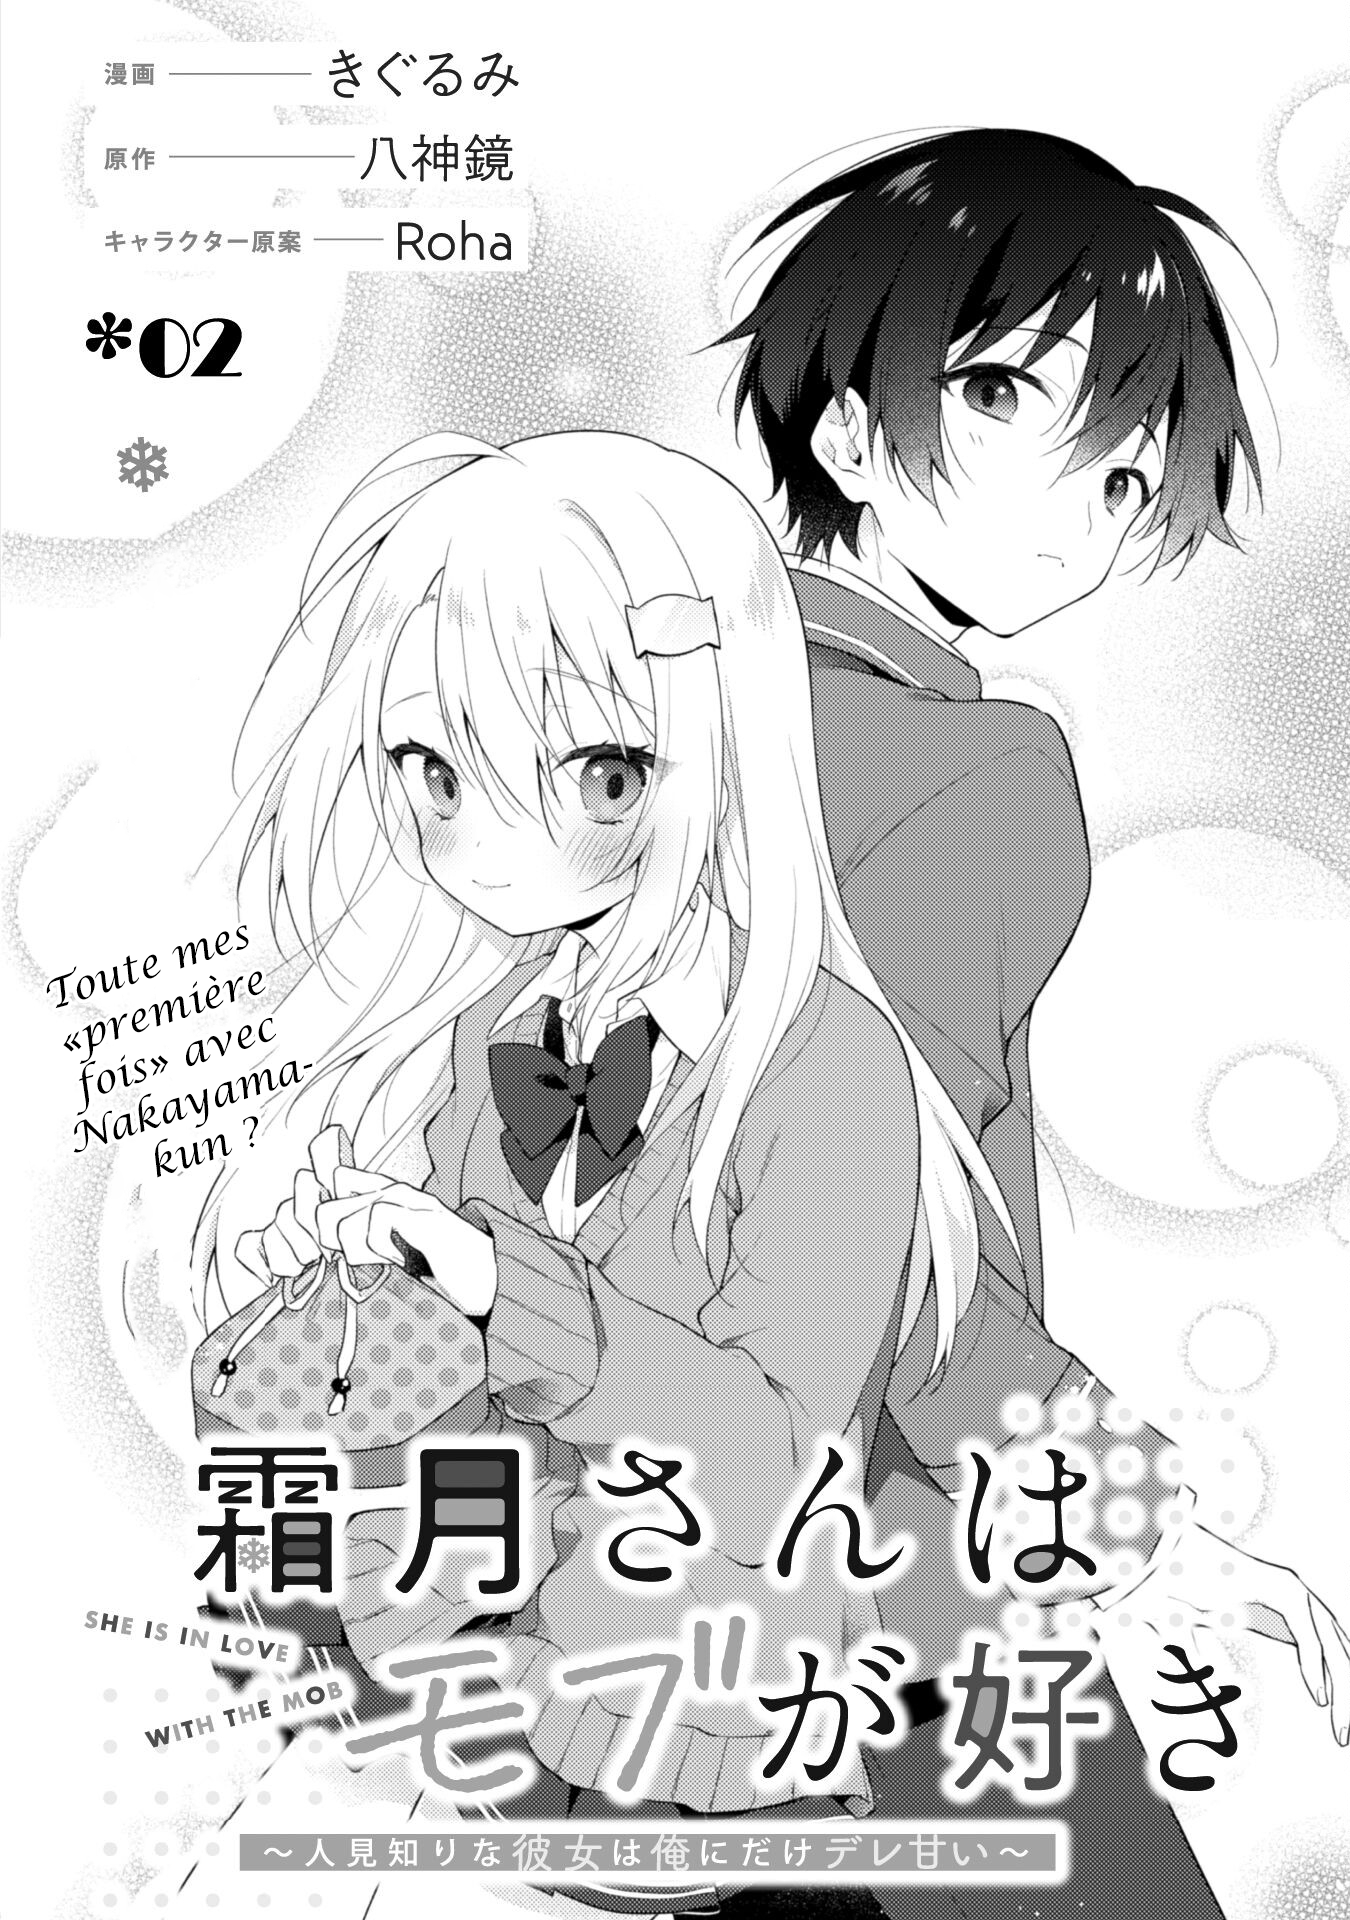 漫画 きぐるみ
原作 八神鏡
キャラクター原案 Roha
*02
Toute mes
«première
fois» avec
Nakayama-
kun ?
霜月さんは
モブが好き
SHE IS IN LOVE
WITH THE MOB
～人見知りな彼女は俺にだけデレ甘い～